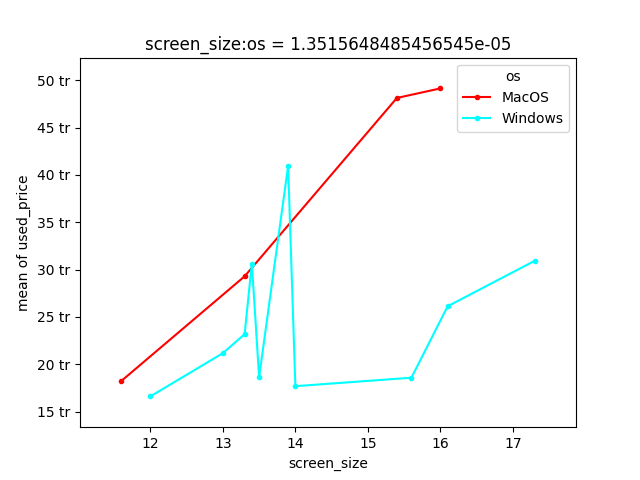 screen_size:os = 1.3515648485456545e-05
os
MacOS
Windows
mean of used_price
50 tr
45 tr
40 tr
35 tr
30 tr
25 tr
20 tr
15 tr
12 13 14 15 16 17
screen_size